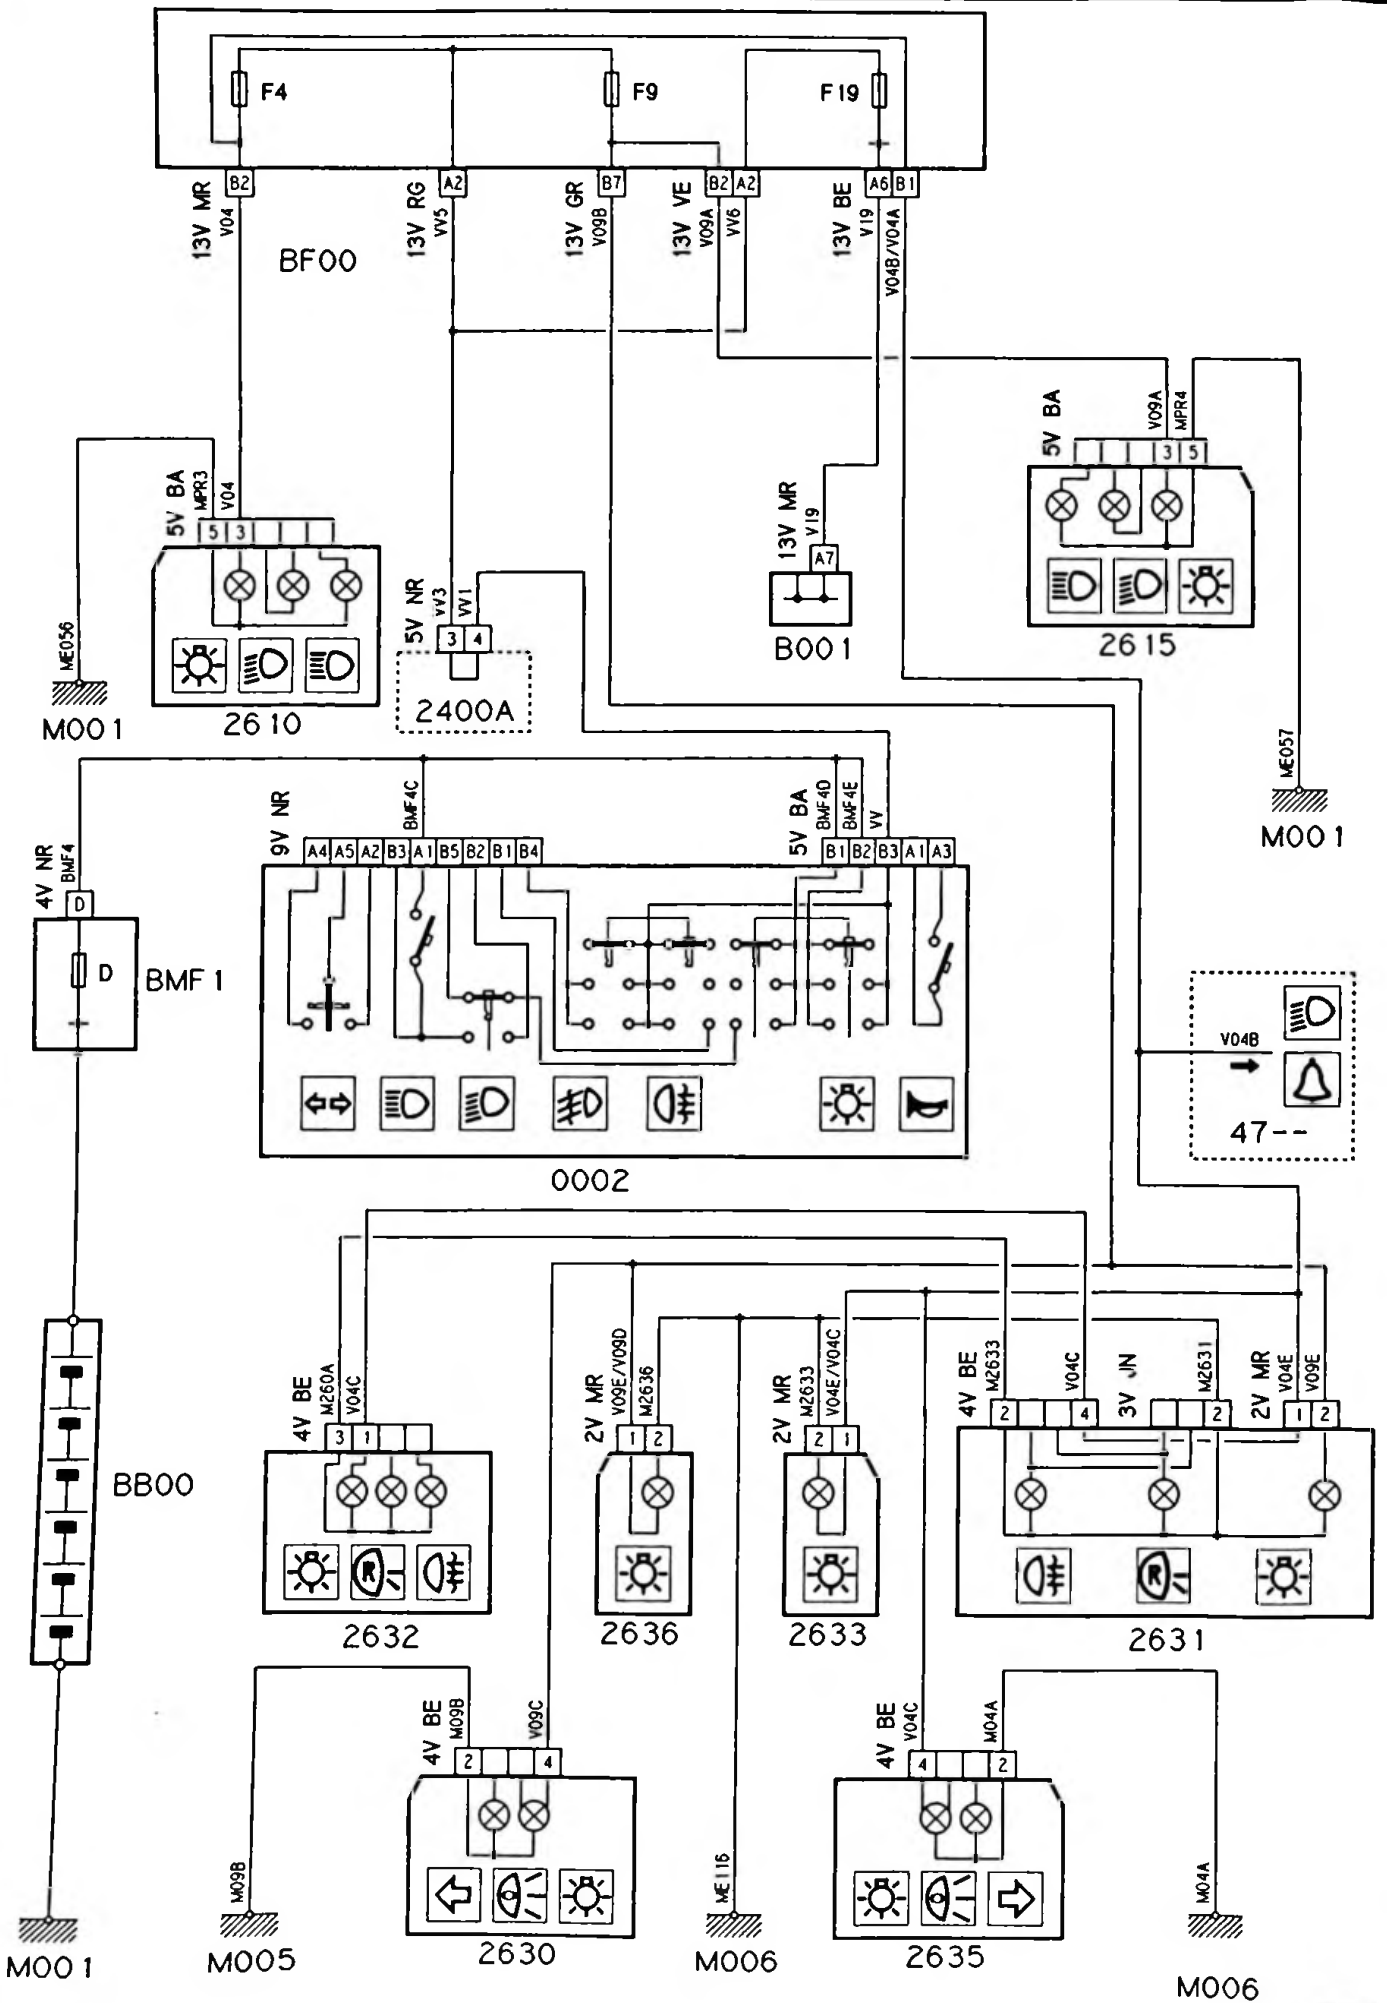 F4
F9
F19
B2
A2
B7
B2 A2
A6 B1
13V MR
V04
13V RG
VV5
13V GR
V09B
13V VE
V09A
VV6
13V BE
V19
V04B/V04A
BF00
5V BA
MPR3
V04
5 3
ME056
M001
2610
5V NR
VV3
VV1
3 4
2400A
13V MR
V19
A7
B001
5V BA
V09A
MPR4
3 5
2615
ME057
M001
4V NR
BMF4
D
D
BMF1
9V NR
BMF4C
A4 A5 A2 B3 A1 B5 B2 B1 B4
5V BA
BMF4D
BMF4E
VV
B1 B2 B3 A1 A3
0002
V04B
47--
BB00
M001
4V BE
M260A
V04C
3 1
R
2632
2V MR
V09E/V09D
M2636
1 2
2636
2V MR
M2633
V04E/V04C
2 1
2633
4V BE
M2633
V04C
2 4
3V JN
M2631
2
2V MR
V04E
V09E
1 2
R
2631
4V BE
M09B
V09C
2 4
2630
M09B
M005
ME116
M006
4V BE
V04C
M04A
4 2
2635
M04A
M006